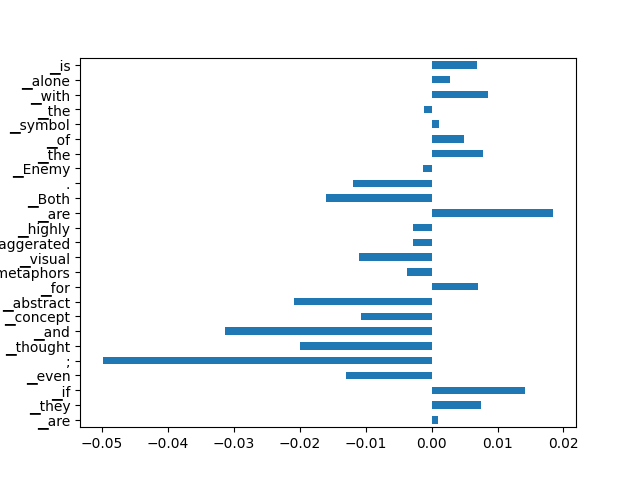 _is
_alone
_with
_the
_symbol
_of
_the
_Enemy
.
_Both
_are
_highly
aggerated
_visual
metaphors
_for
_abstract
_concept
_and
_thought
;
_even
_if
_they
_are
−0.05 −0.04 −0.03 −0.02 −0.01 0.00 0.01 0.02